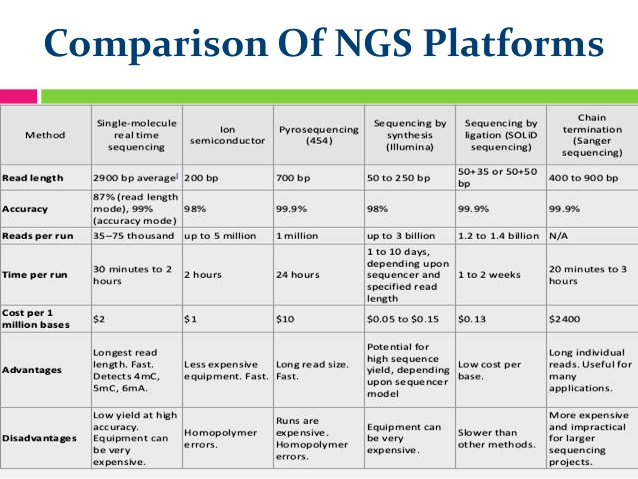 Comparison Of NGS Platforms
Method
Single-molecule
real time
sequencing
Ion
semiconductor
Pyrosequencing
(454)
Sequencing by
synthesis
(Illumina)
Sequencing by
ligation (SOLiD
sequencing)
Chain
termination
(Sanger
sequencing)
Read length
2900 bp average[
200 bp
700 bp
50 to 250 bp
50+35 or 50+50
bp
400 to 900 bp
Accuracy
87% (read length
mode), 99%
(accuracy mode)
98%
99.9%
98%
99.9%
99.9%
Reads per run
35–75 thousand
up to 5 million
1 million
up to 3 billion
1.2 to 1.4 billion
N/A
Time per run
30 minutes to 2
hours
2 hours
24 hours
1 to 10 days,
depending upon
sequencer and
specified read
length
1 to 2 weeks
20 minutes to 3
hours
Cost per 1
million bases
$2
$1
$10
$0.05 to $0.15
$0.13
$2400
Advantages
Longest read
length. Fast.
Detects 4mC,
5mC, 6mA.
Less expensive
equipment. Fast.
Long read size.
Fast.
Potential for
high sequence
yield, depending
upon sequencer
model
Low cost per
base.
Long individual
reads. Useful for
many
applications.
Disadvantages
Low yield at high
accuracy.
Equipment can
be very
expensive.
Homopolymer
errors.
Runs are
expensive.
Homopolymer
errors.
Equipment can
be very
expensive.
Slower than
other methods.
More expensive
and impractical
for larger
sequencing
projects.